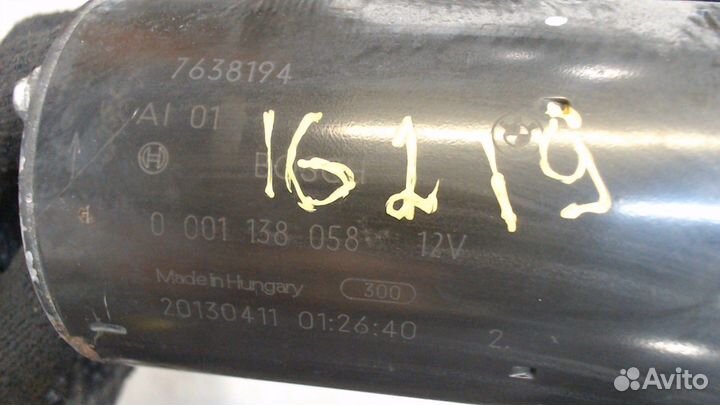 7638194
AI 01
16219
BOSCH
0 001 138 058 12V
Made in Hungary 300
20130411 01:26:40 2.
Avito